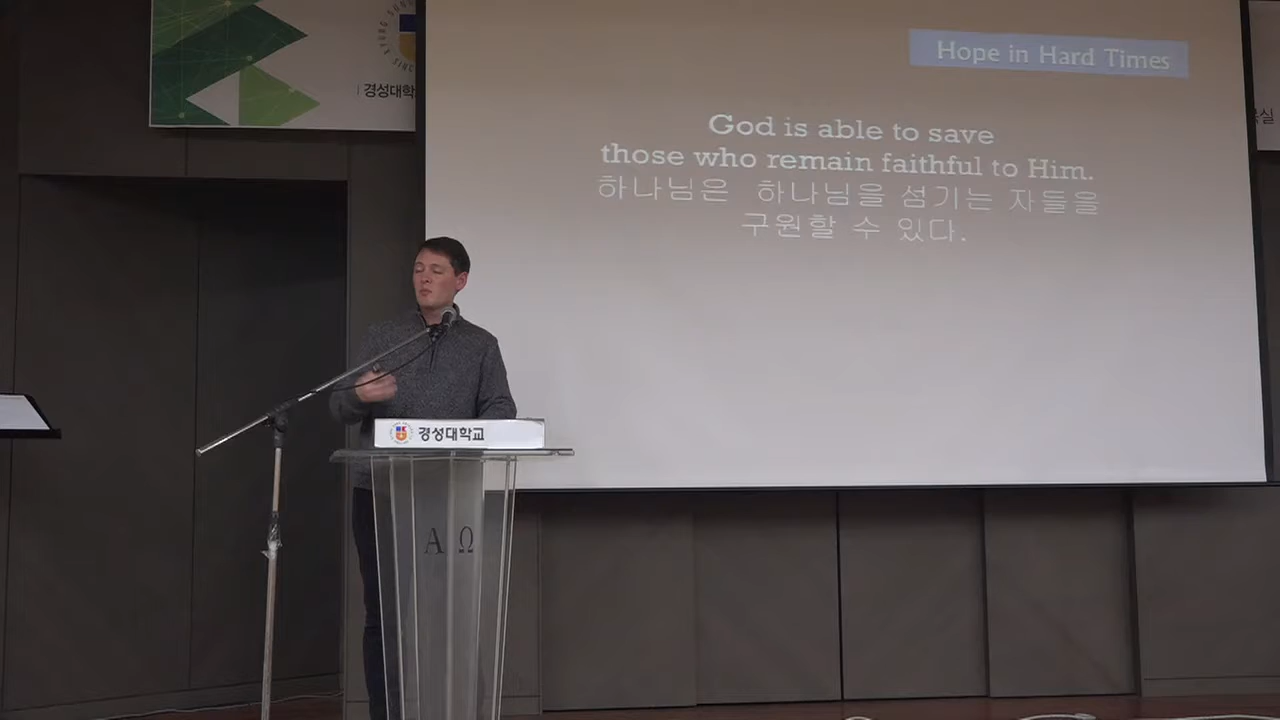 경성대학
Hope in Hard Times
God is able to save
those who remain faithful to Him.
하나님은 하나님을 섬기는 자들을
구원할 수 있다.
경성대학교
Α Ω